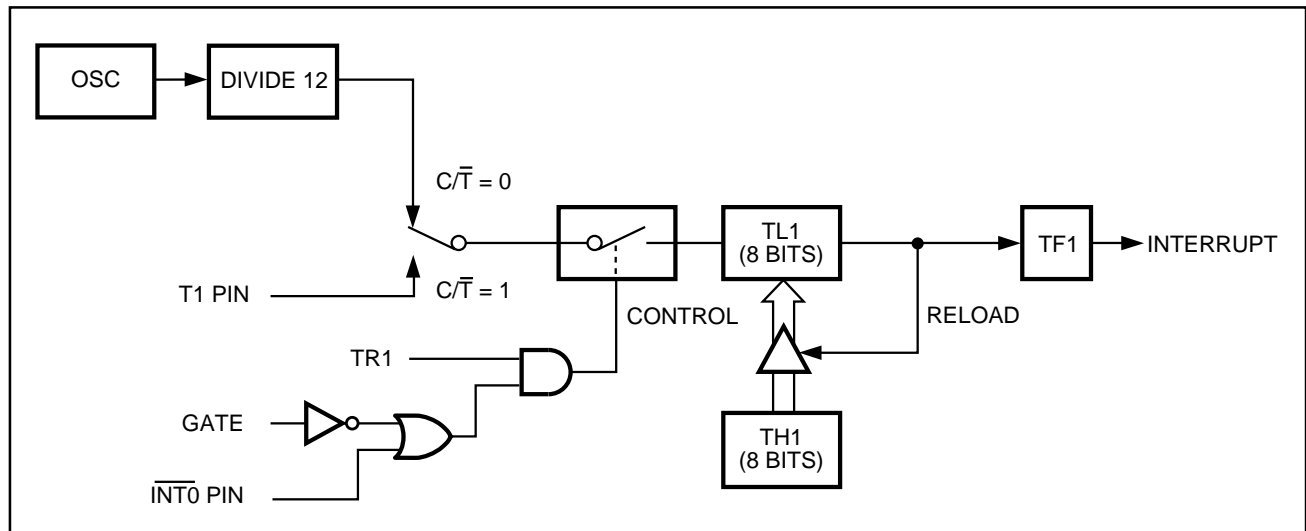 OSC
DIVIDE 12
C/T̅ = 0
TL1
(8 BITS)
TF1
INTERRUPT
T1 PIN
C/T̅ = 1
CONTROL
RELOAD
TR1
GATE
TH1
(8 BITS)
I̅N̅T̅0̅ PIN